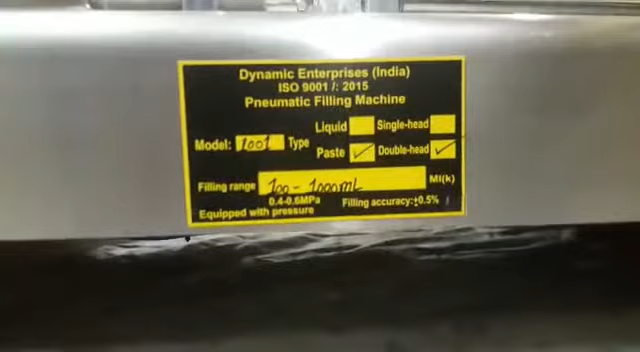 Dynamic Enterprises (India)
ISO 9001 /: 2015
Pneumatic Filling Machine
Liquid Single-head
Model: 1001 Type
Paste ✓ Double-head ✓
Filling range 100 - 1000ml Ml(k)
0.4-0.6MPa Filling accuracy:±0.5%
Equipped with pressure